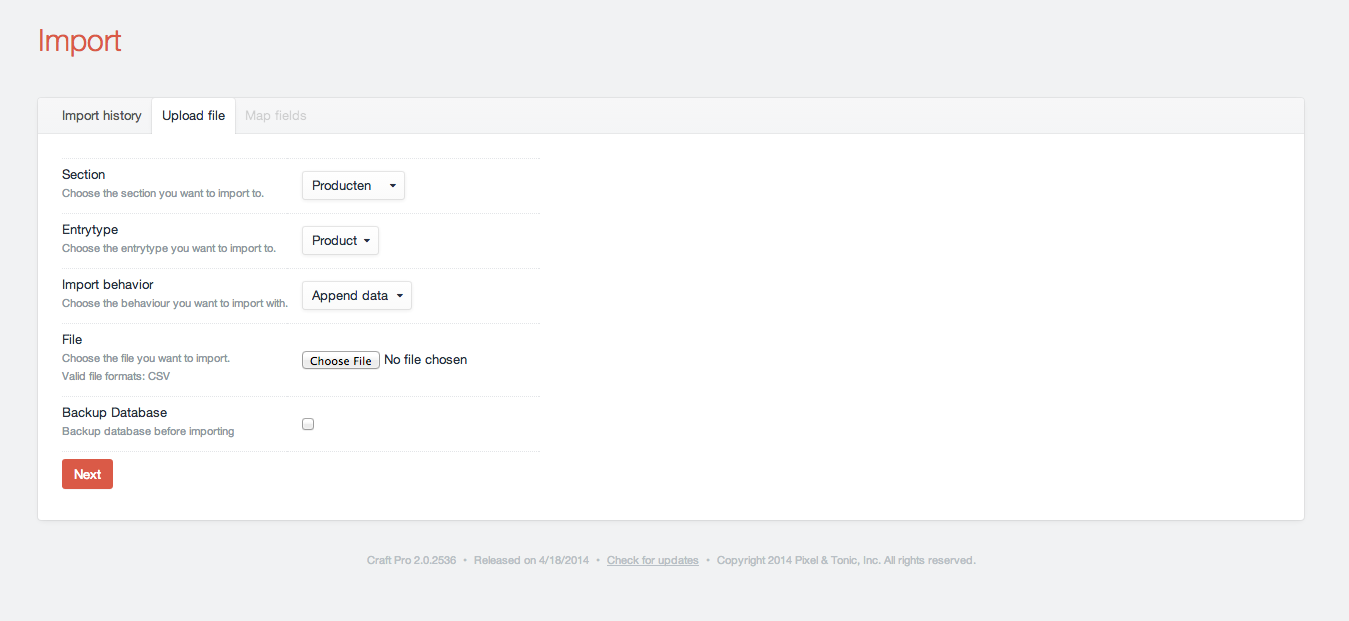 Import
Import history Upload file Map fields
Section
Choose the section you want to import to.
Producten
Entrytype
Choose the entrytype you want to import to.
Product
Import behavior
Choose the behaviour you want to import with.
Append data
File
Choose the file you want to import.
Valid file formats: CSV
Choose File No file chosen
Backup Database
Backup database before importing
Next
Craft Pro 2.0.2536 • Released on 4/18/2014 • Check for updates • Copyright 2014 Pixel & Tonic, Inc. All rights reserved.